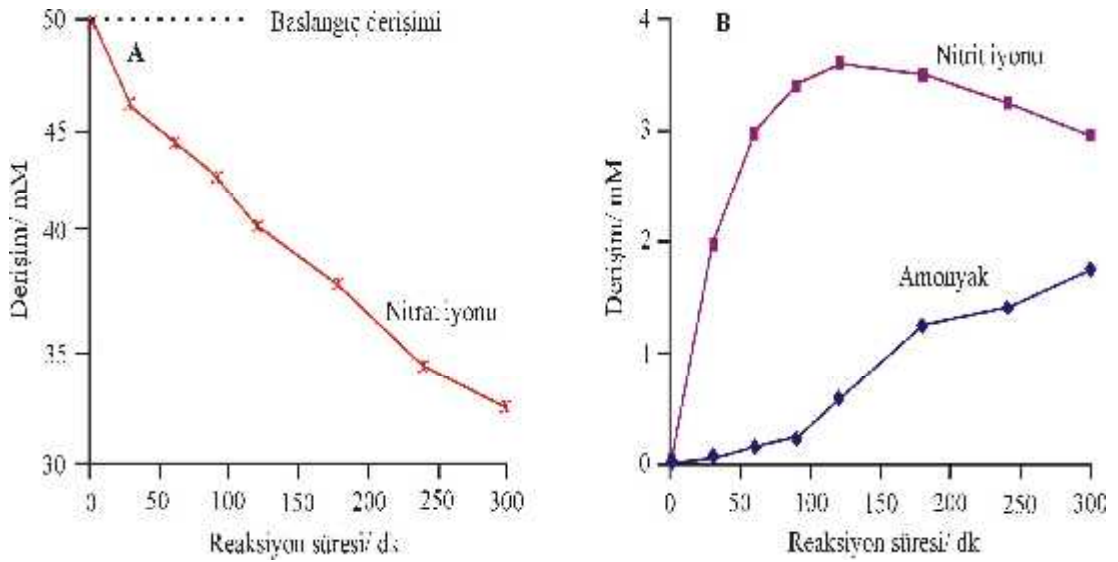 50
Baslangıç derişimi
A
45
Derişim/ mM
40
Nitrat iyonu
35
30
0 50 100 150 200 250 300
Reaksiyon süresi/ dk
4
B
Nitrit iyonu
3
Derişim/ mM
2
Amonyak
1
0
0 50 100 150 200 250 300
Reaksiyon süresi/ dk